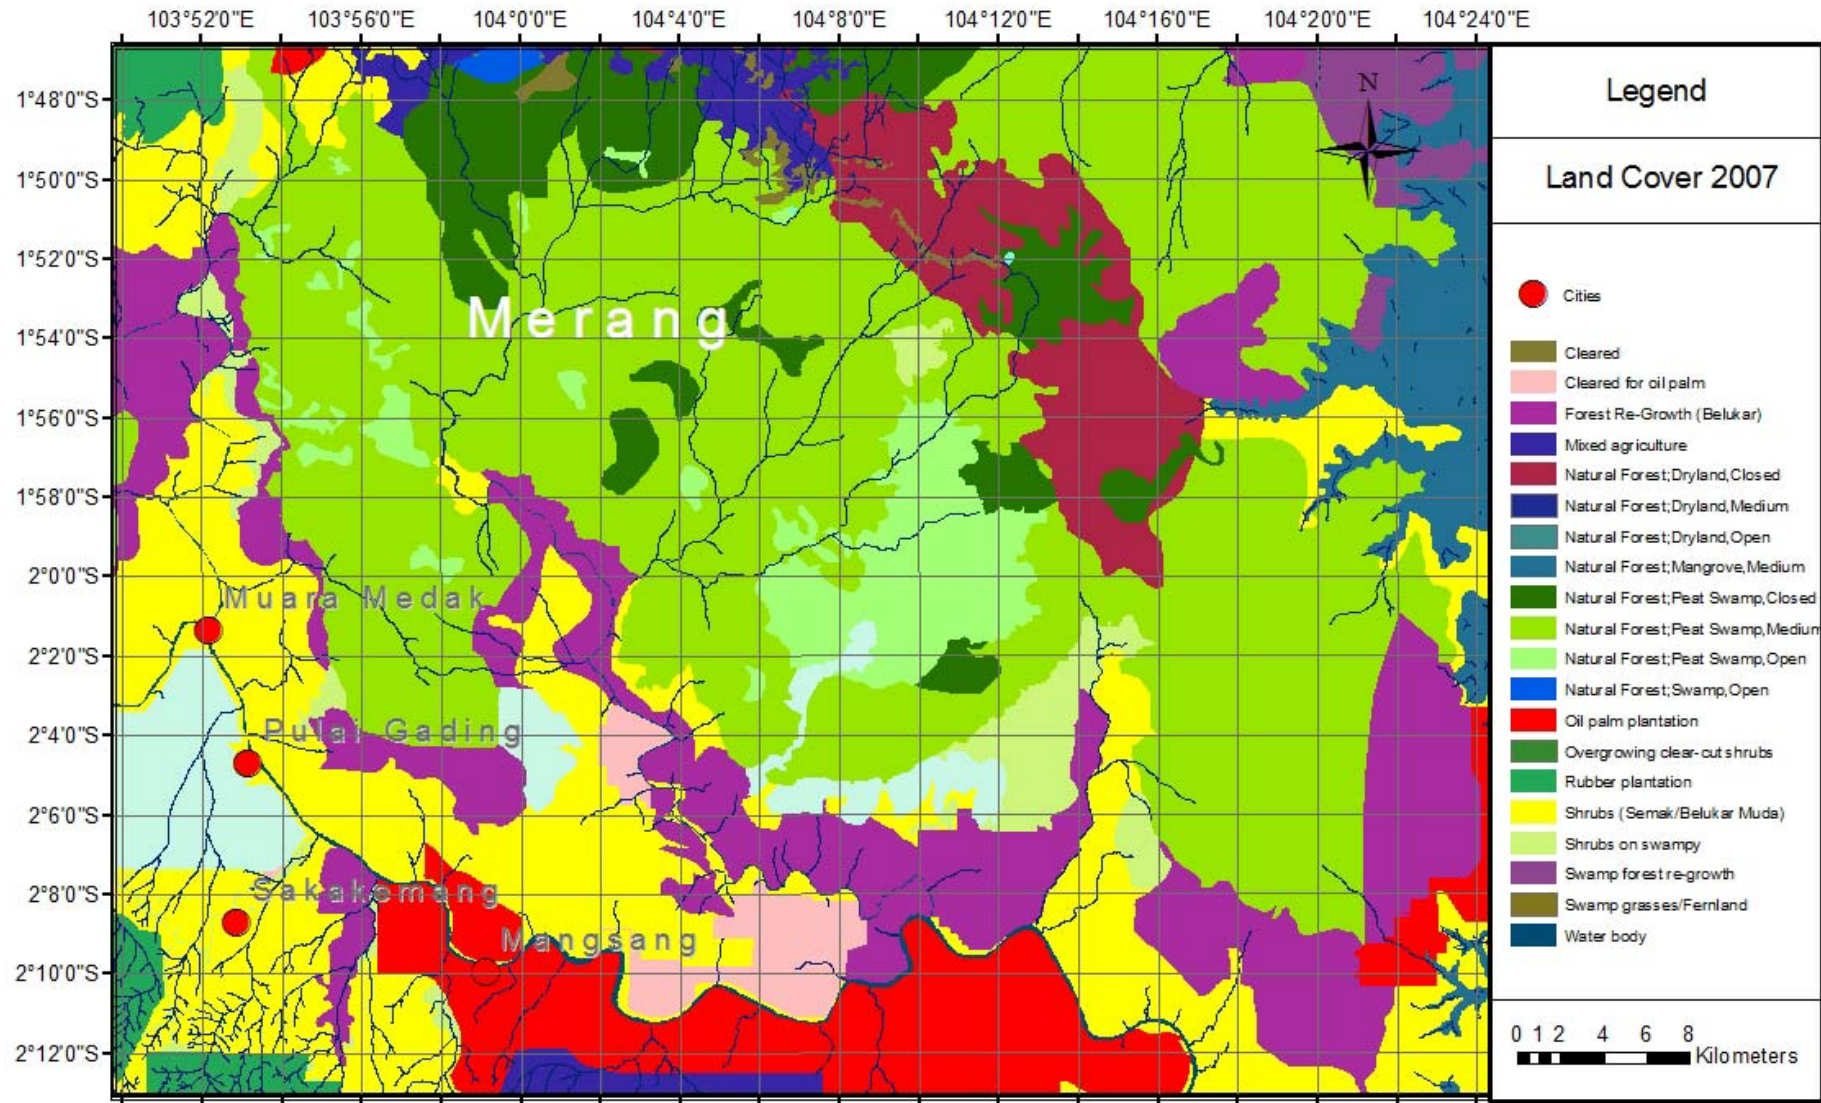 103°52'0"E 103°56'0"E 104°0'0"E 104°4'0"E 104°8'0"E 104°12'0"E 104°16'0"E 104°20'0"E 104°24'0"E
1°48'0"S
1°50'0"S
1°52'0"S
1°54'0"S
1°56'0"S
1°58'0"S
2°0'0"S
2°2'0"S
2°4'0"S
2°6'0"S
2°8'0"S
2°10'0"S
2°12'0"S
N
Merang
Muara Medak
Pulai Gading
Sakakemang
Mangsang
Legend
Land Cover 2007
Cities
Cleared
Cleared for oil palm
Forest Re-Growth (Belukar)
Mixed agriculture
Natural Forest;Dryland,Closed
Natural Forest;Dryland,Medium
Natural Forest;Dryland,Open
Natural Forest;Mangrove,Medium
Natural Forest;Peat Swamp,Closed
Natural Forest;Peat Swamp,Medium
Natural Forest;Peat Swamp,Open
Natural Forest;Swamp,Open
Oil palm plantation
Overgrowing clear-cut shrubs
Rubber plantation
Shrubs (Semak/Belukar Muda)
Shrubs on swampy
Swamp forest re-growth
Swamp grasses/Fernland
Water body
0 1 2 4 6 8
Kilometers